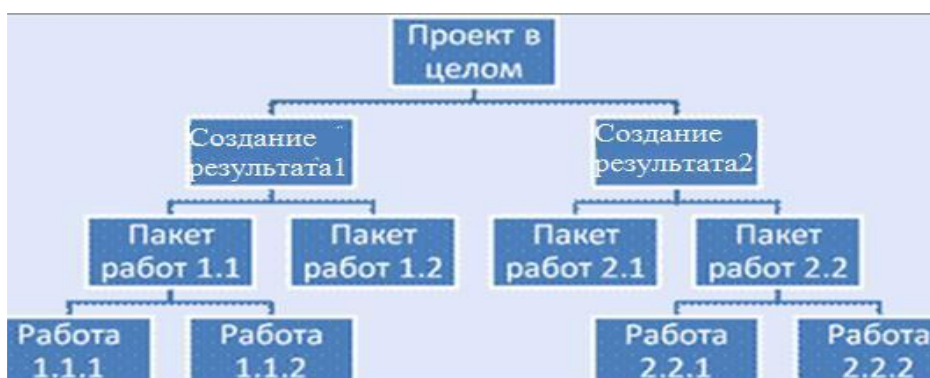 Проект в
целом
Создание
результата1
Создание
результата2
Пакет
работ 1.1
Пакет
работ 1.2
Пакет
работ 2.1
Пакет
работ 2.2
Работа
1.1.1
Работа
1.1.2
Работа
2.2.1
Работа
2.2.2